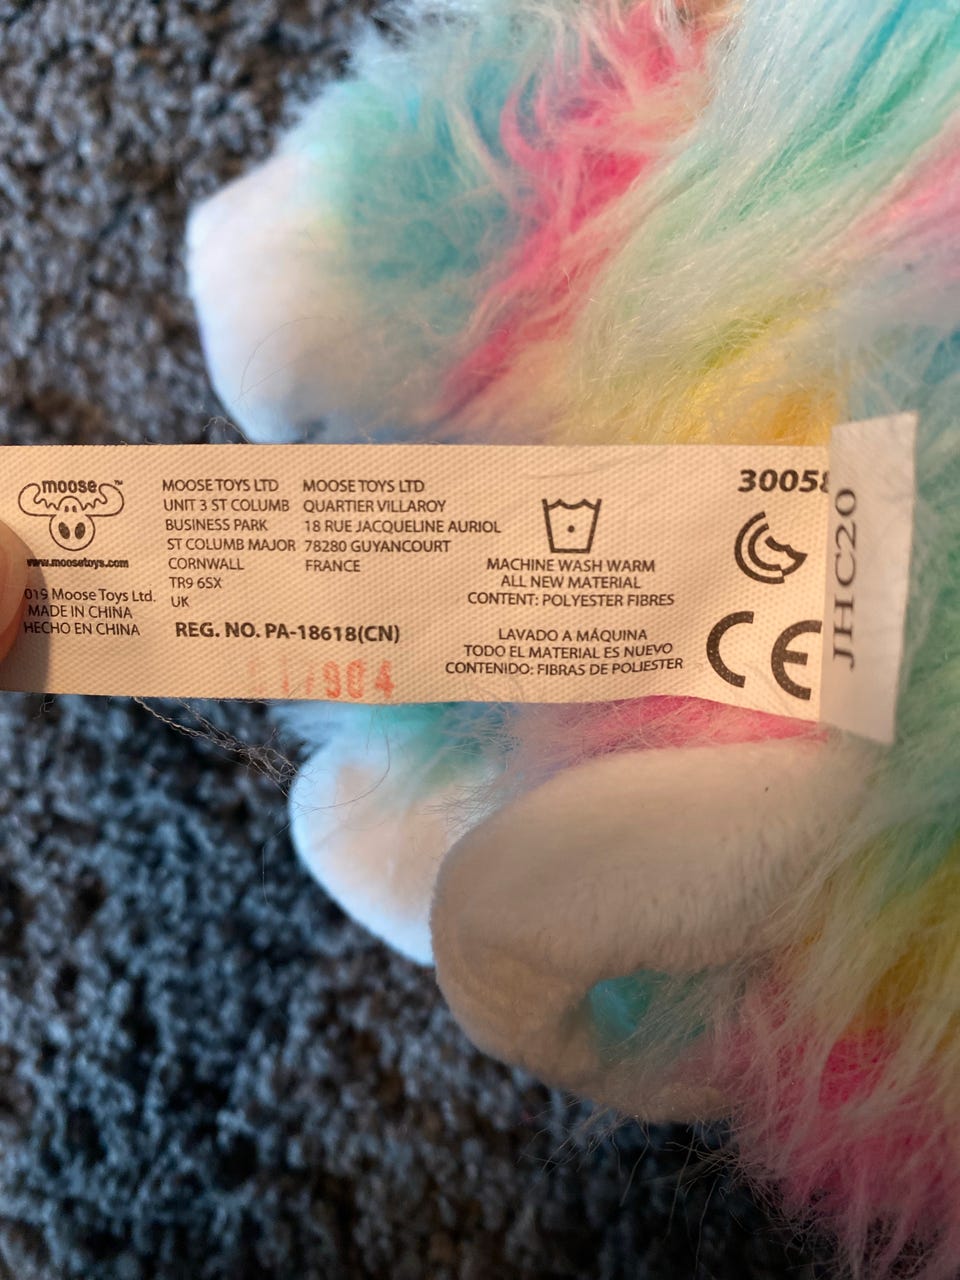 moose™
www.moosetoys.com
019 Moose Toys Ltd.
MADE IN CHINA
HECHO EN CHINA
MOOSE TOYS LTD
UNIT 3 ST COLUMB
BUSINESS PARK
ST COLUMB MAJOR
CORNWALL
TR9 6SX
UK
MOOSE TOYS LTD
QUARTIER VILLAROY
18 RUE JACQUELINE AURIOL
78280 GUYANCOURT
FRANCE
REG. NO. PA-18618(CN)
MACHINE WASH WARM
ALL NEW MATERIAL
CONTENT: POLYESTER FIBRES
LAVADO A MÁQUINA
TODO EL MATERIAL ES NUEVO
CONTENIDO: FIBRAS DE POLIESTER
30058
CE
JHC20